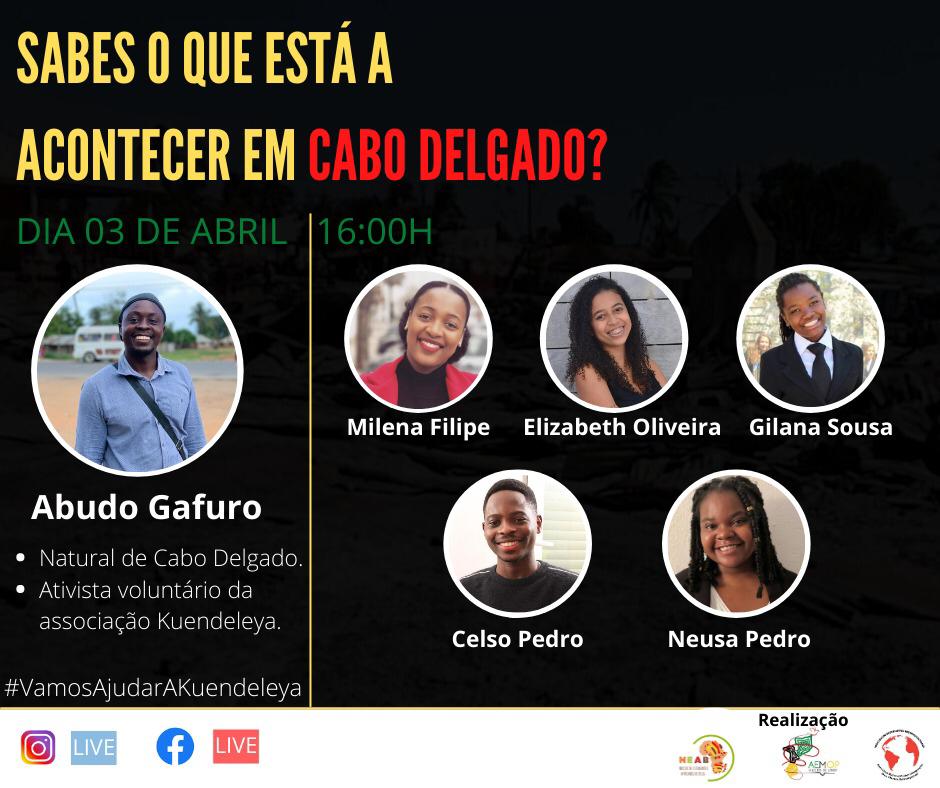 SABES O QUE ESTÁ A
ACONTECER EM CABO DELGADO?
DIA 03 DE ABRIL
16:00H
Abudo Gafuro
• Natural de Cabo Delgado.
• Ativista voluntário da
associação Kuendeleya.
#VamosAjudarAKuendeleya
Milena Filipe
Elizabeth Oliveira
Gilana Sousa
Celso Pedro
Neusa Pedro
LIVE
LIVE
Realização
NEAB
AEMOP